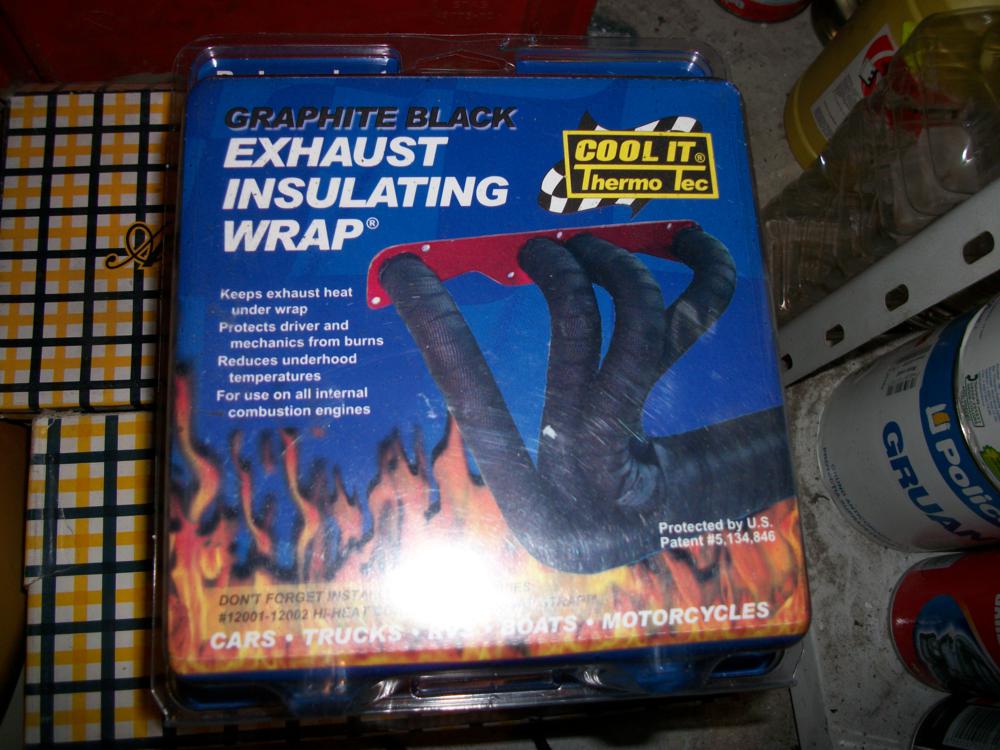 GRAPHITE BLACK
EXHAUST
INSULATING
WRAP®
COOL IT®
Thermo Tec
Keeps exhaust heat
under wrap
Protects driver and
mechanics from burns
Reduces underhood
temperatures
For use on all internal
combustion engines
Protected by U.S.
Patent #5,134,846
DON'T FORGET
#12001-12002 HI-HEAT
CARS • TRUCKS • RVS • BOATS • MOTORCYCLES